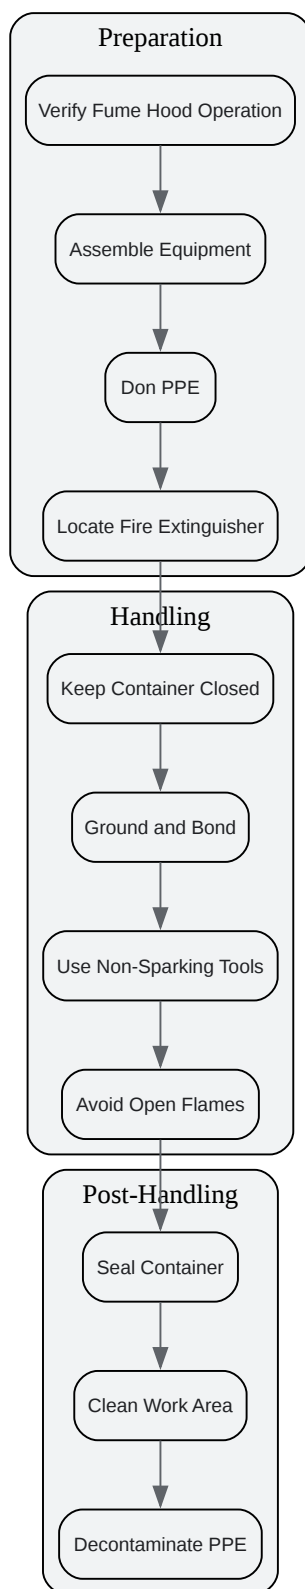 Preparation
Verify Fume Hood Operation
Assemble Equipment
Don PPE
Locate Fire Extinguisher
Handling
Keep Container Closed
Ground and Bond
Use Non-Sparking Tools
Avoid Open Flames
Post-Handling
Seal Container
Clean Work Area
Decontaminate PPE